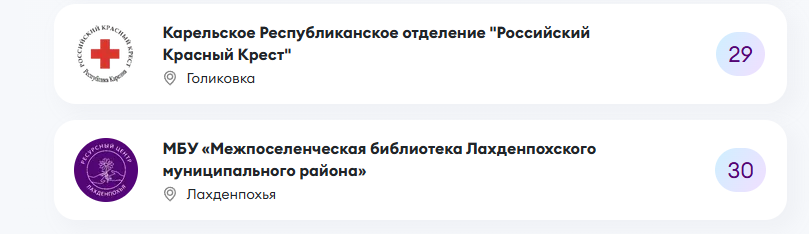 РОССИЙСКИЙ КРАСНЫЙ КРЕСТ
Республика Карелия
Карельское Республиканское отделение "Российский
Красный Крест"
Голиковка
29
РЕСУРСНЫЙ ЦЕНТР
ЛАХДЕНПОХЬЯ
МБУ «Межпоселенческая библиотека Лахденпохского
муниципального района»
Лахденпохья
30